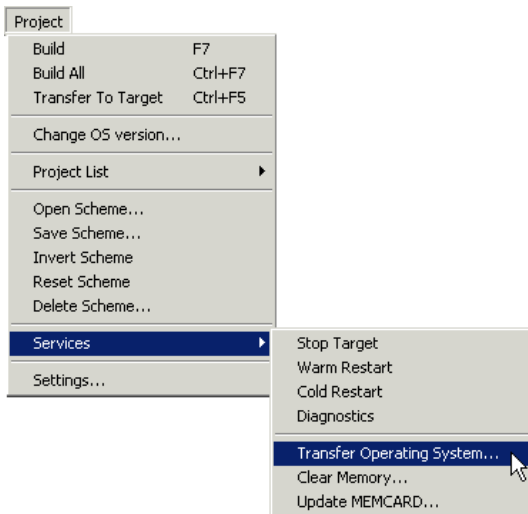 Project
Build F7
Build All Ctrl+F7
Transfer To Target Ctrl+F5
Change OS version...
Project List
Open Scheme...
Save Scheme...
Invert Scheme
Reset Scheme
Delete Scheme...
Services
Settings...
Stop Target
Warm Restart
Cold Restart
Diagnostics
Transfer Operating System...
Clear Memory...
Update MEMCARD...